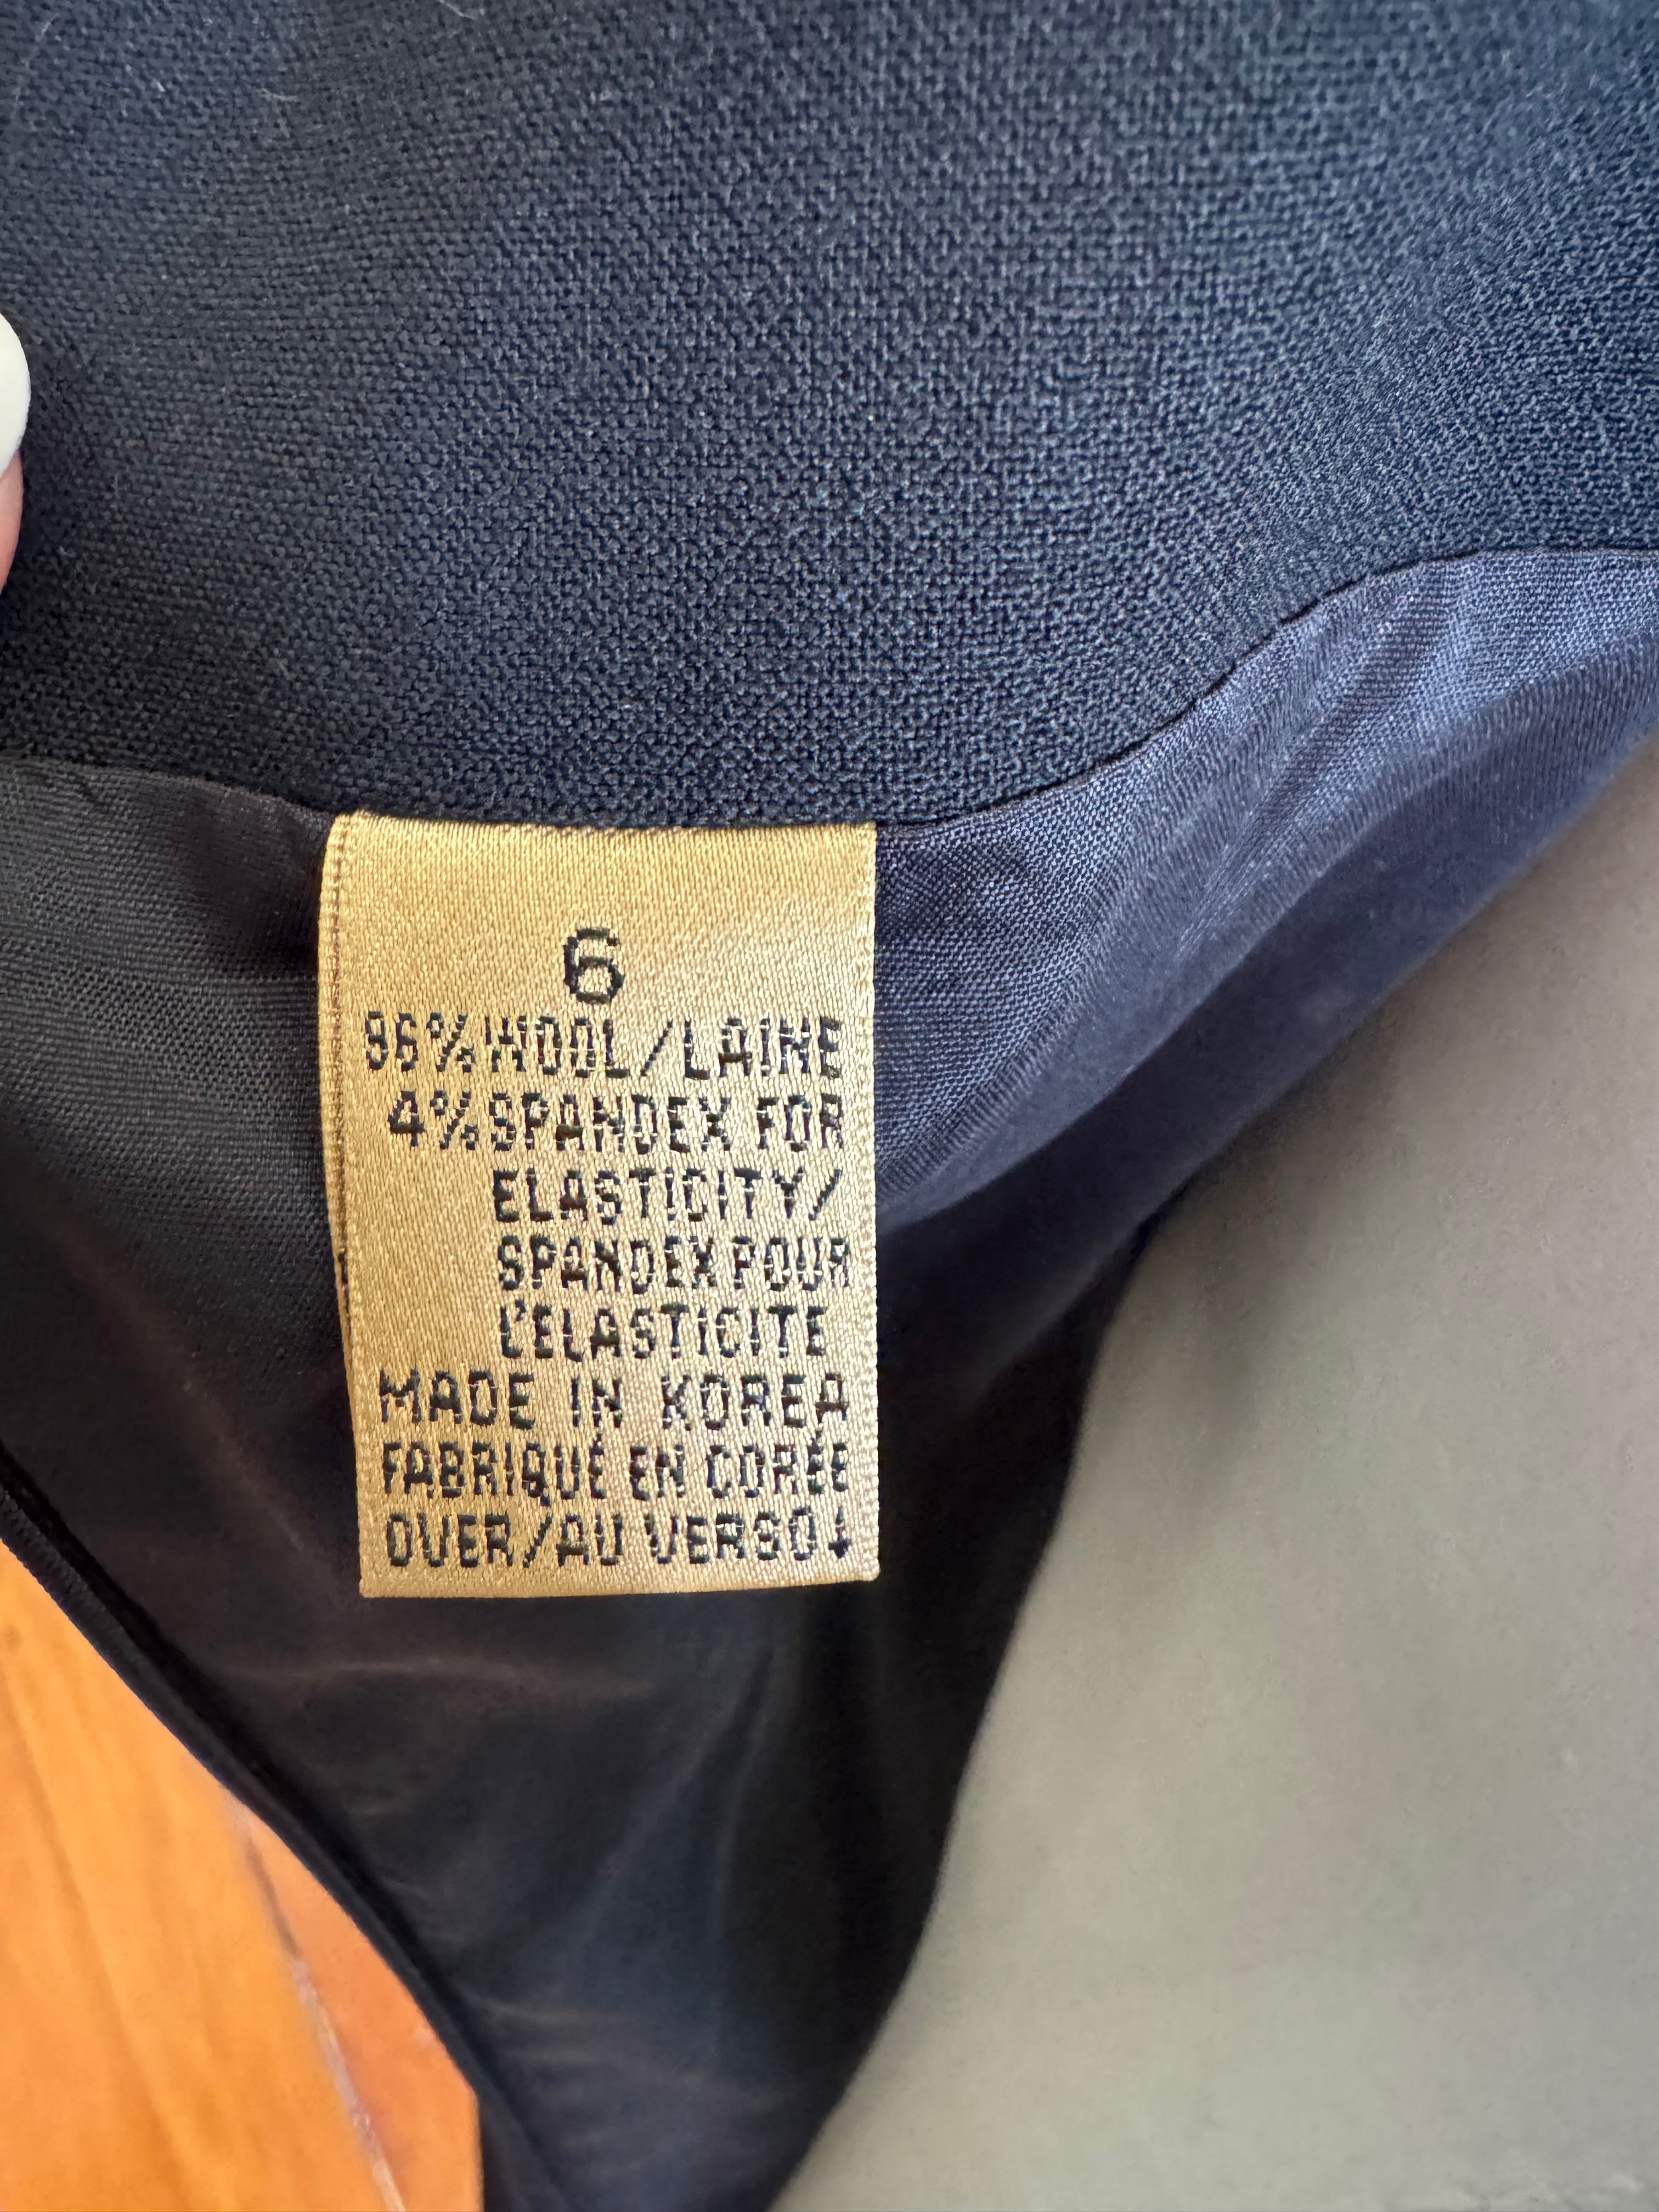 6
96% WOOL/LAINE
4% SPANDEX FOR
ELASTICITY/
SPANDEX POUR
L'ELASTICITE
MADE IN KOREA
FABRIQUÉ EN CORÉE
OVER/AU VERSO↓